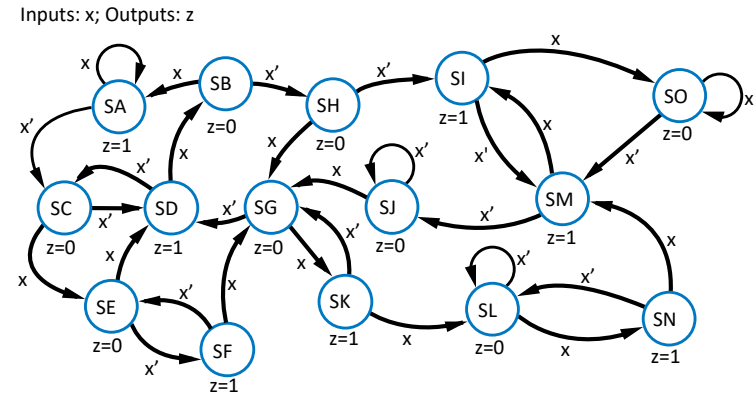 Inputs: x; Outputs: z
x
x
x
x’
x’
SI
SB
SO
SA
SH
x
z=1
z=0
z=0
z=1
z=0
x’
x
x
x
x'
x’
x’
x
x’
SC
SD
x’
x’
SG
SJ
SM
x’
z=0
z=1
z=0
z=0
z=1
x
x
x’
x’
x
x
x’
x’
SE
SK
SL
SN
z=0
SF
z=1
x
z=0
x
z=1
x’
z=1